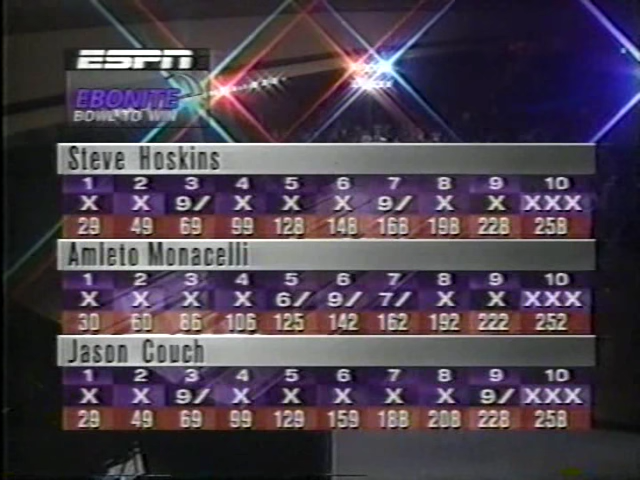 ESPN
EBONITE
BOWL TO WIN
Steve Hoskins
1 2 3 4 5 6 7 8 9 10
X X 9/ X X X 9/ X X XXX
29 49 69 99 128 148 168 198 228 258
Amleto Monacelli
1 2 3 4 5 6 7 8 9 10
X X X X 6/ 9/ 7/ X X XXX
30 60 86 106 125 142 162 192 222 252
Jason Couch
1 2 3 4 5 6 7 8 9 10
X X 9/ X X X X X 9/ XXX
29 49 69 99 129 159 188 208 228 258